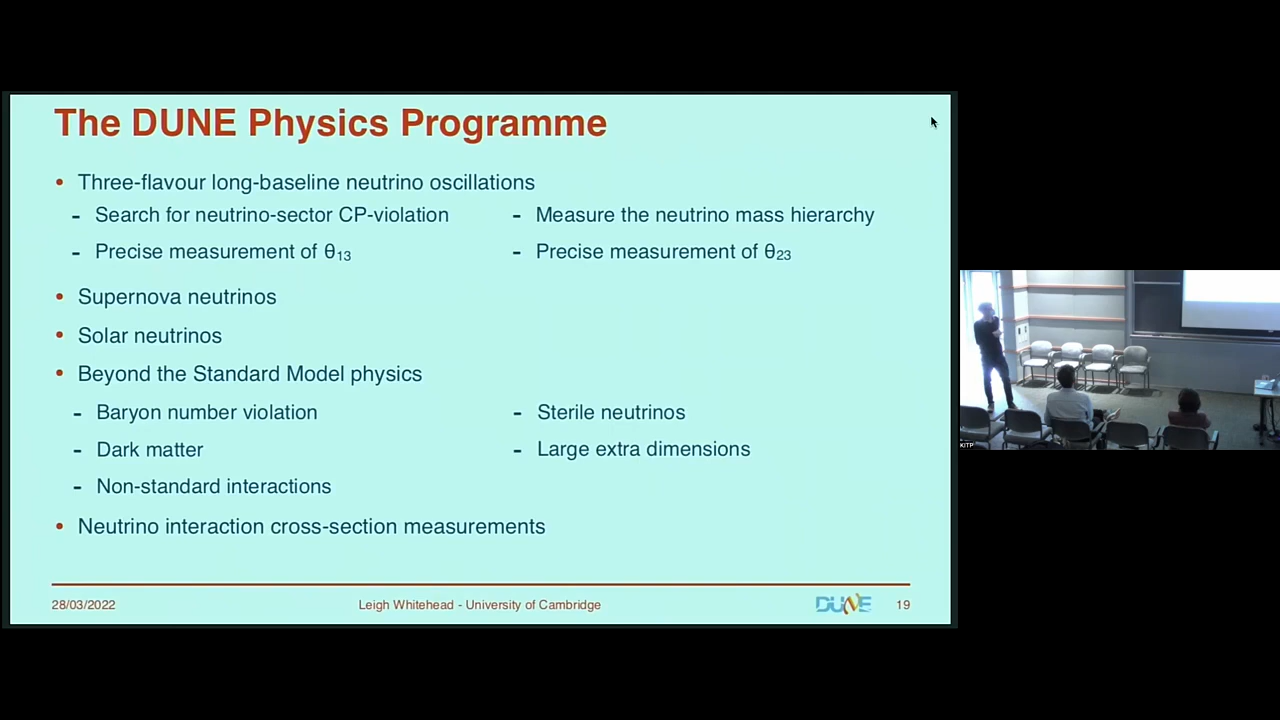 The DUNE Physics Programme
• Three-flavour long-baseline neutrino oscillations
- Search for neutrino-sector CP-violation
- Measure the neutrino mass hierarchy
- Precise measurement of θ₁₃
- Precise measurement of θ₂₃
• Supernova neutrinos
• Solar neutrinos
• Beyond the Standard Model physics
- Baryon number violation
- Sterile neutrinos
- Dark matter
- Large extra dimensions
- Non-standard interactions
• Neutrino interaction cross-section measurements
28/03/2022
Leigh Whitehead - University of Cambridge
DUNE
19
KITP